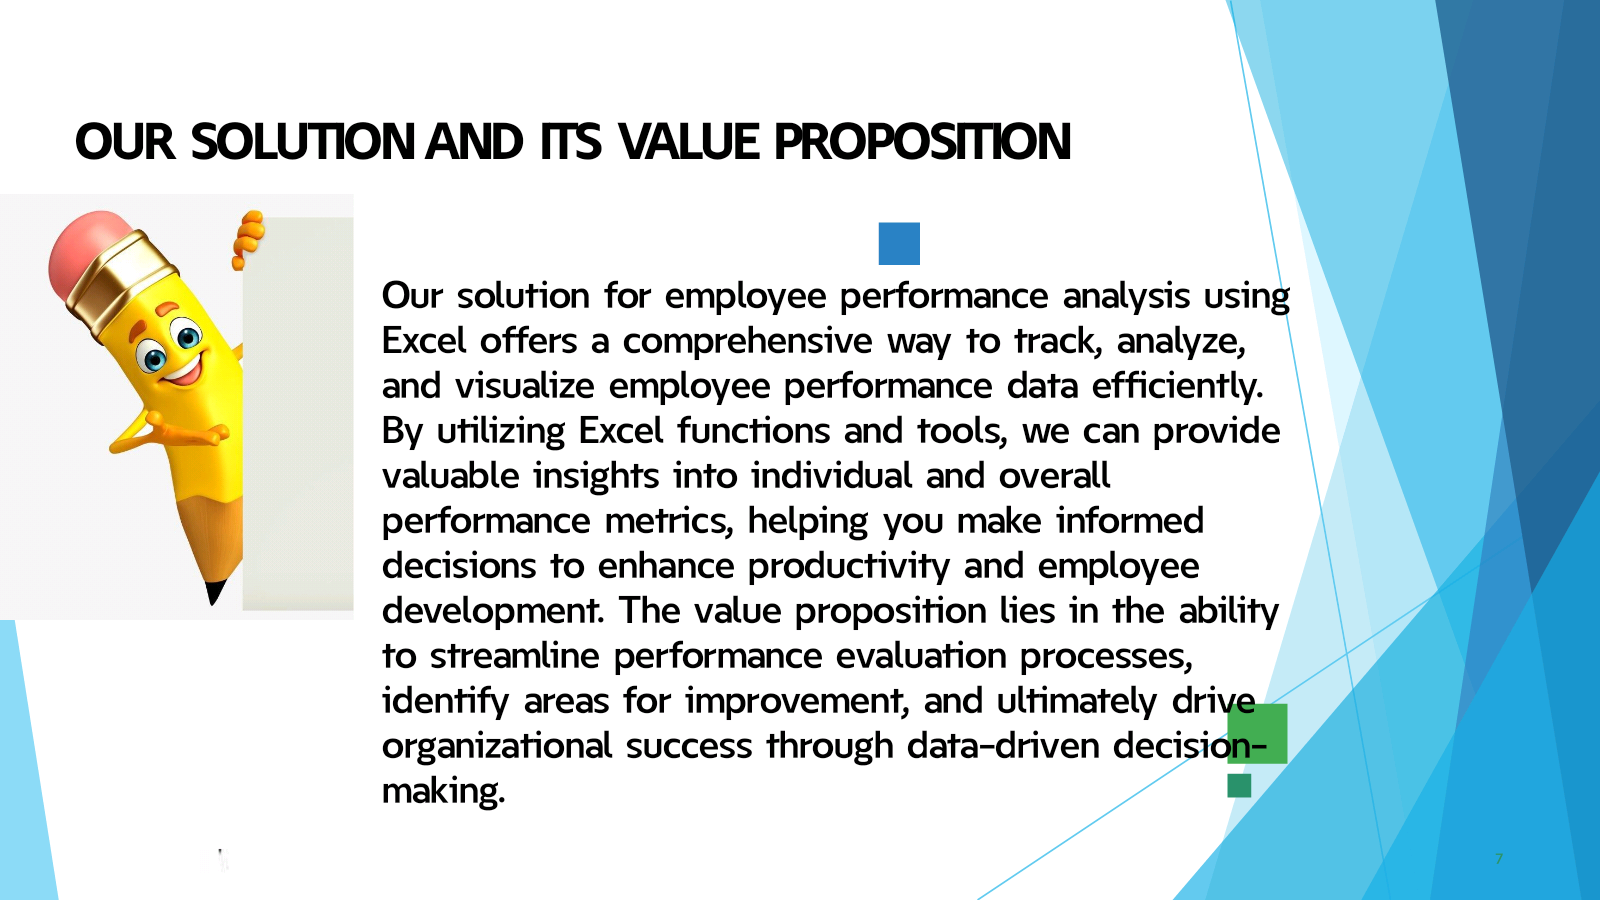 OUR SOLUTION AND ITS VALUE PROPOSITION
Our solution for employee performance analysis using
Excel offers a comprehensive way to track, analyze,
and visualize employee performance data efficiently.
By utilizing Excel functions and tools, we can provide
valuable insights into individual and overall
performance metrics, helping you make informed
decisions to enhance productivity and employee
development. The value proposition lies in the ability
to streamline performance evaluation processes,
identify areas for improvement, and ultimately drive
organizational success through data-driven decision-
making.
7